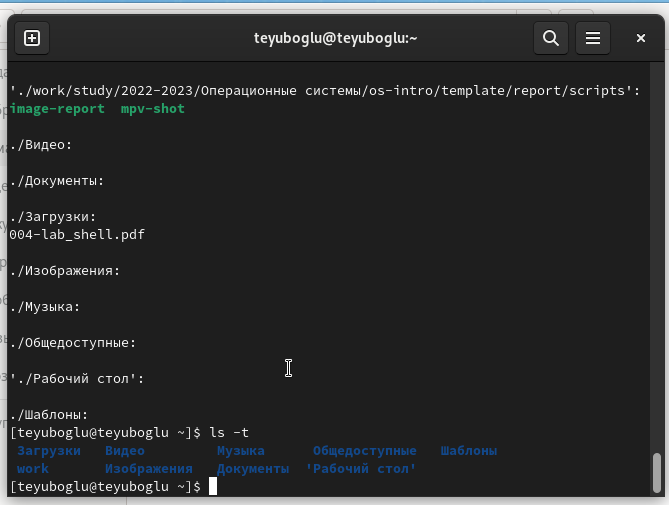 teyuboglu@teyuboglu:~
'./work/study/2022-2023/Операционные системы/os-intro/template/report/scripts':
image-report  mpv-shot
./Видео:
./Документы:
./Загрузки:
004-lab_shell.pdf
./Изображения:
./Музыка:
./Общедоступные:
'./Рабочий стол':
./Шаблоны:
[teyuboglu@teyuboglu ~]$ ls -t
Загрузки   Видео         Музыка      Общедоступные   Шаблоны
work       Изображения   Документы  'Рабочий стол'
[teyuboglu@teyuboglu ~]$